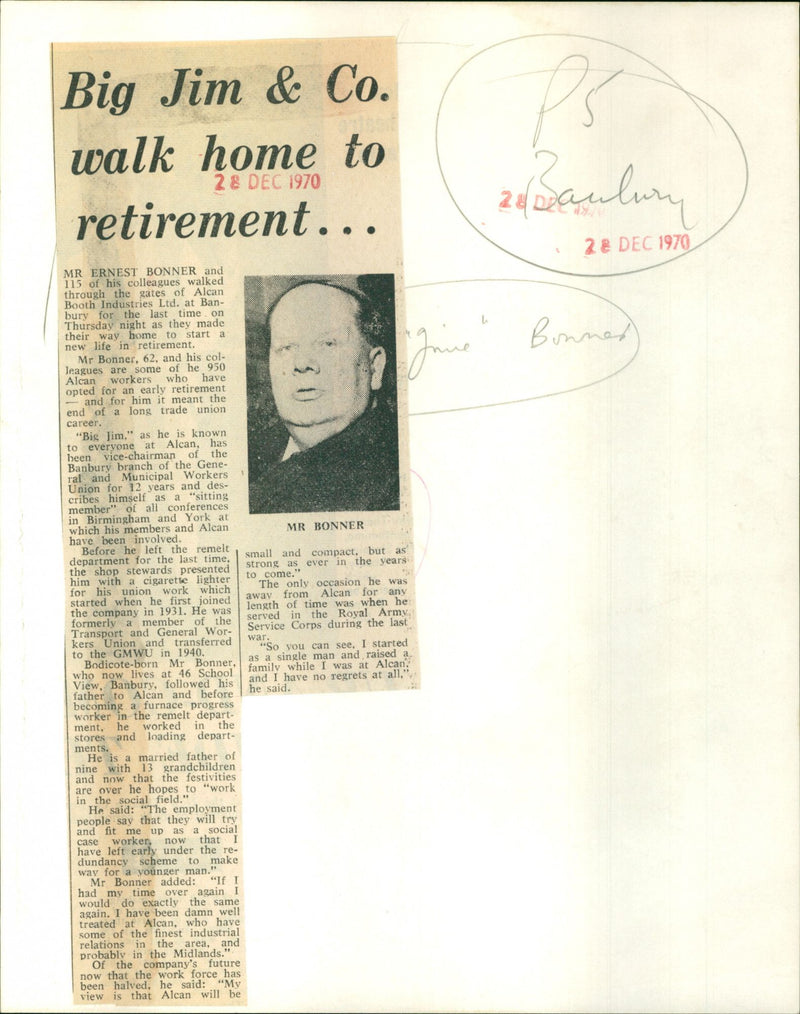 Big Jim & Co.
walk home to
28 DEC 1970
retirement...
MR ERNEST BONNER and
115 of his colleagues walked
through the gates of Alcan
Booth Industries Ltd. at Ban-
bury for the last time on
Thursday night as they made
their way home to start a
new life in retirement.
Mr Bonner, 62, and his col-
leagues are some of he 950
Alcan workers who have
opted for an early retirement
— and for him it meant the
end of a long trade union
career.
"Big Jim," as he is known
to everyone at Alcan, has
been vice-chairman of the
Banbury branch of the Gene-
ral and Municipal Workers
Union for 12 years and des-
cribes himself as a "sitting
member" of all conferences
in Birmingham and York at
which his members and Alcan
have been involved.
Before he left the remelt
department for the last time,
the shop stewards presented
him with a cigarette lighter
for his union work which
started when he first joined
the company in 1931. He was
formerly a member of the
Transport and General Wor-
kers Union and transferred
to the GMWU in 1940.
Bodicote-born Mr Bonner,
who now lives at 46 School
View, Banbury, followed his
father to Alcan and before
becoming a furnace progress
worker in the remelt depart-
ment, he worked in the
stores and loading depart-
ments.
He is a married father of
nine with 13 grandchildren
and now that the festivities
are over he hopes to "work
in the social field."
He said: "The employment
people say that they will try
and fit me up as a social
case worker, now that I
have left early under the re-
dundancy scheme to make
way for a younger man."
Mr Bonner added: "If I
had my time over again I
would do exactly the same
again. I have been damn well
treated at Alcan, who have
some of the finest industrial
relations in the area, and
probably in the Midlands."
Of the company's future
now that the work force has
been halved, he said: "My
view is that Alcan will be
MR BONNER
small and compact, but as
strong as ever in the years
to come."
The only occasion he was
away from Alcan for any
length of time was when he
served in the Royal Army
Service Corps during the last
war.
"So you can see, I started
as a single man and raised a
family while I was at Alcan,
and I have no regrets at all,"
he said.
P5
Banbury
28 DEC 1970
28 DEC 1970
Bonner